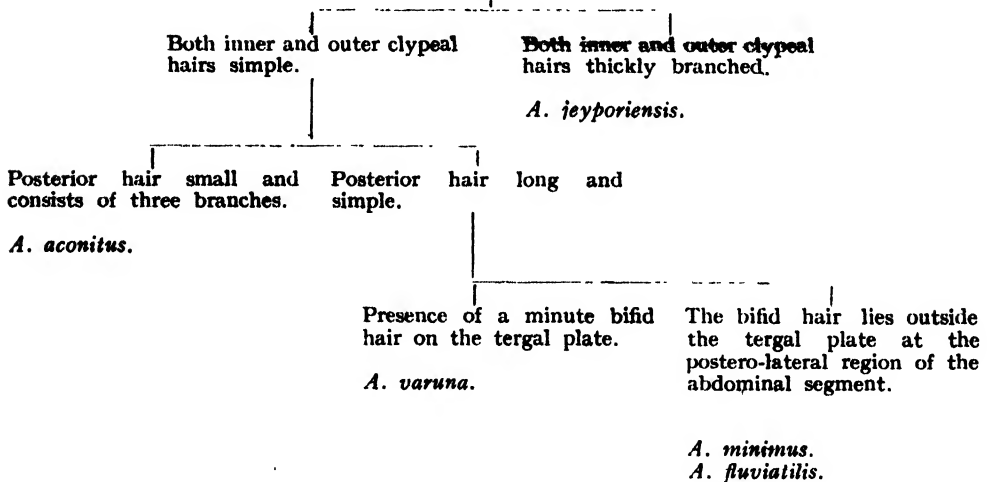 Both inner and outer clypeal
hairs simple.
Both inner and outer clypeal
hairs thickly branched.
A. jeyporiensis.
Posterior hair small and
consists of three branches.
A. aconitus.
Posterior hair long and
simple.
Presence of a minute bifid
hair on the tergal plate.
A. varuna.
The bifid hair lies outside
the tergal plate at the
postero-lateral region of the
abdominal segment.
A. minimus.
A. fluviatilis.